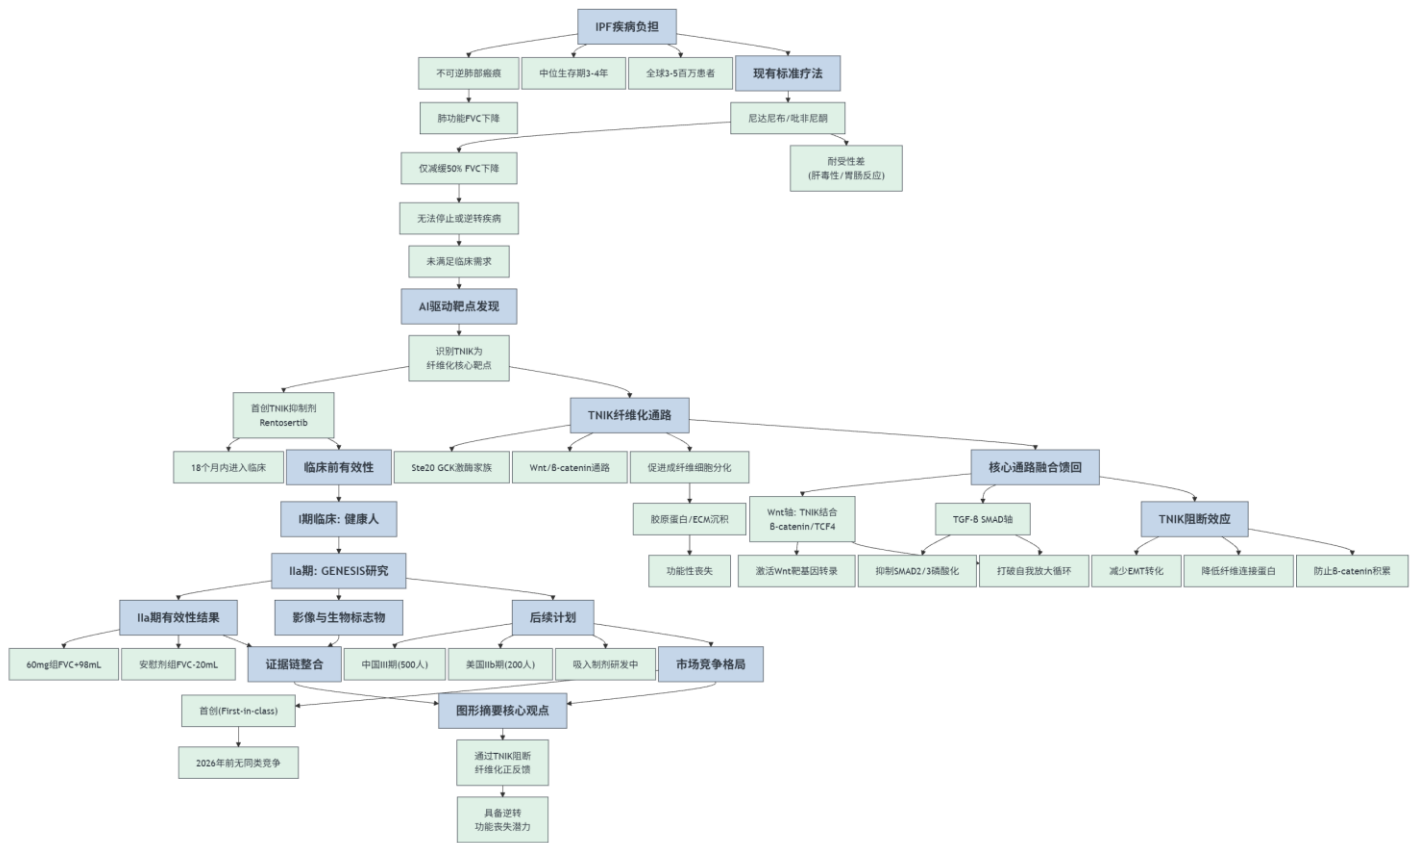 IPF疾病负担
不可逆肺部瘢痕
中位生存期3-4年
全球3-5百万患者
现有标准疗法
肺功能FVC下降
尼达尼布/吡非尼酮
仅减缓50% FVC下降
耐受性差
(肝毒性/胃肠反应)
无法停止或逆转疾病
未满足临床需求
AI驱动靶点发现
识别TNIK为
纤维化核心靶点
首创TNIK抑制剂
Rentosertib
TNIK纤维化通路
18个月内进入临床
临床前有效性
Ste20 GCK激酶家族
Wnt/β-catenin通路
促进成纤维细胞分化
核心通路融合馈回
I期临床: 健康人
胶原蛋白/ECM沉积
Wnt轴: TNIK结合
β-catenin/TCF4
TGF-β SMAD轴
TNIK阻断效应
IIa期: GENESIS研究
功能性丧失
激活Wnt靶基因转录
抑制SMAD2/3磷酸化
打破自我放大循环
减少EMT转化
降低纤维连接蛋白
防止β-catenin积累
IIa期有效性结果
影像与生物标志物
后续计划
60mg组FVC+98mL
安慰剂组FVC-20mL
证据链整合
中国III期(500人)
美国IIb期(200人)
吸入制剂研发中
市场竞争格局
首创(First-in-class)
图形摘要核心观点
2026年前无同类竞争
通过TNIK阻断
纤维化正反馈
具备逆转
功能丧失潜力